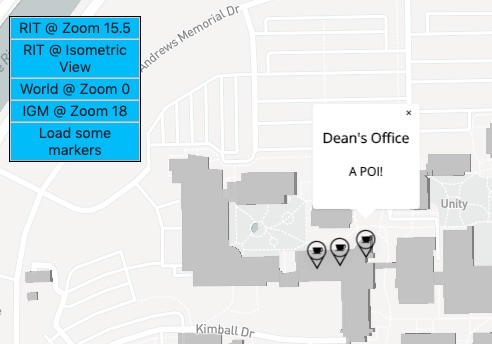 RIT @ Zoom 15.5
RIT @ Isometric
View
World @ Zoom 0
IGM @ Zoom 18
Load some
markers
Andrews Memorial Dr
×
Dean's Office
A POI!
Unity
Kimball Dr